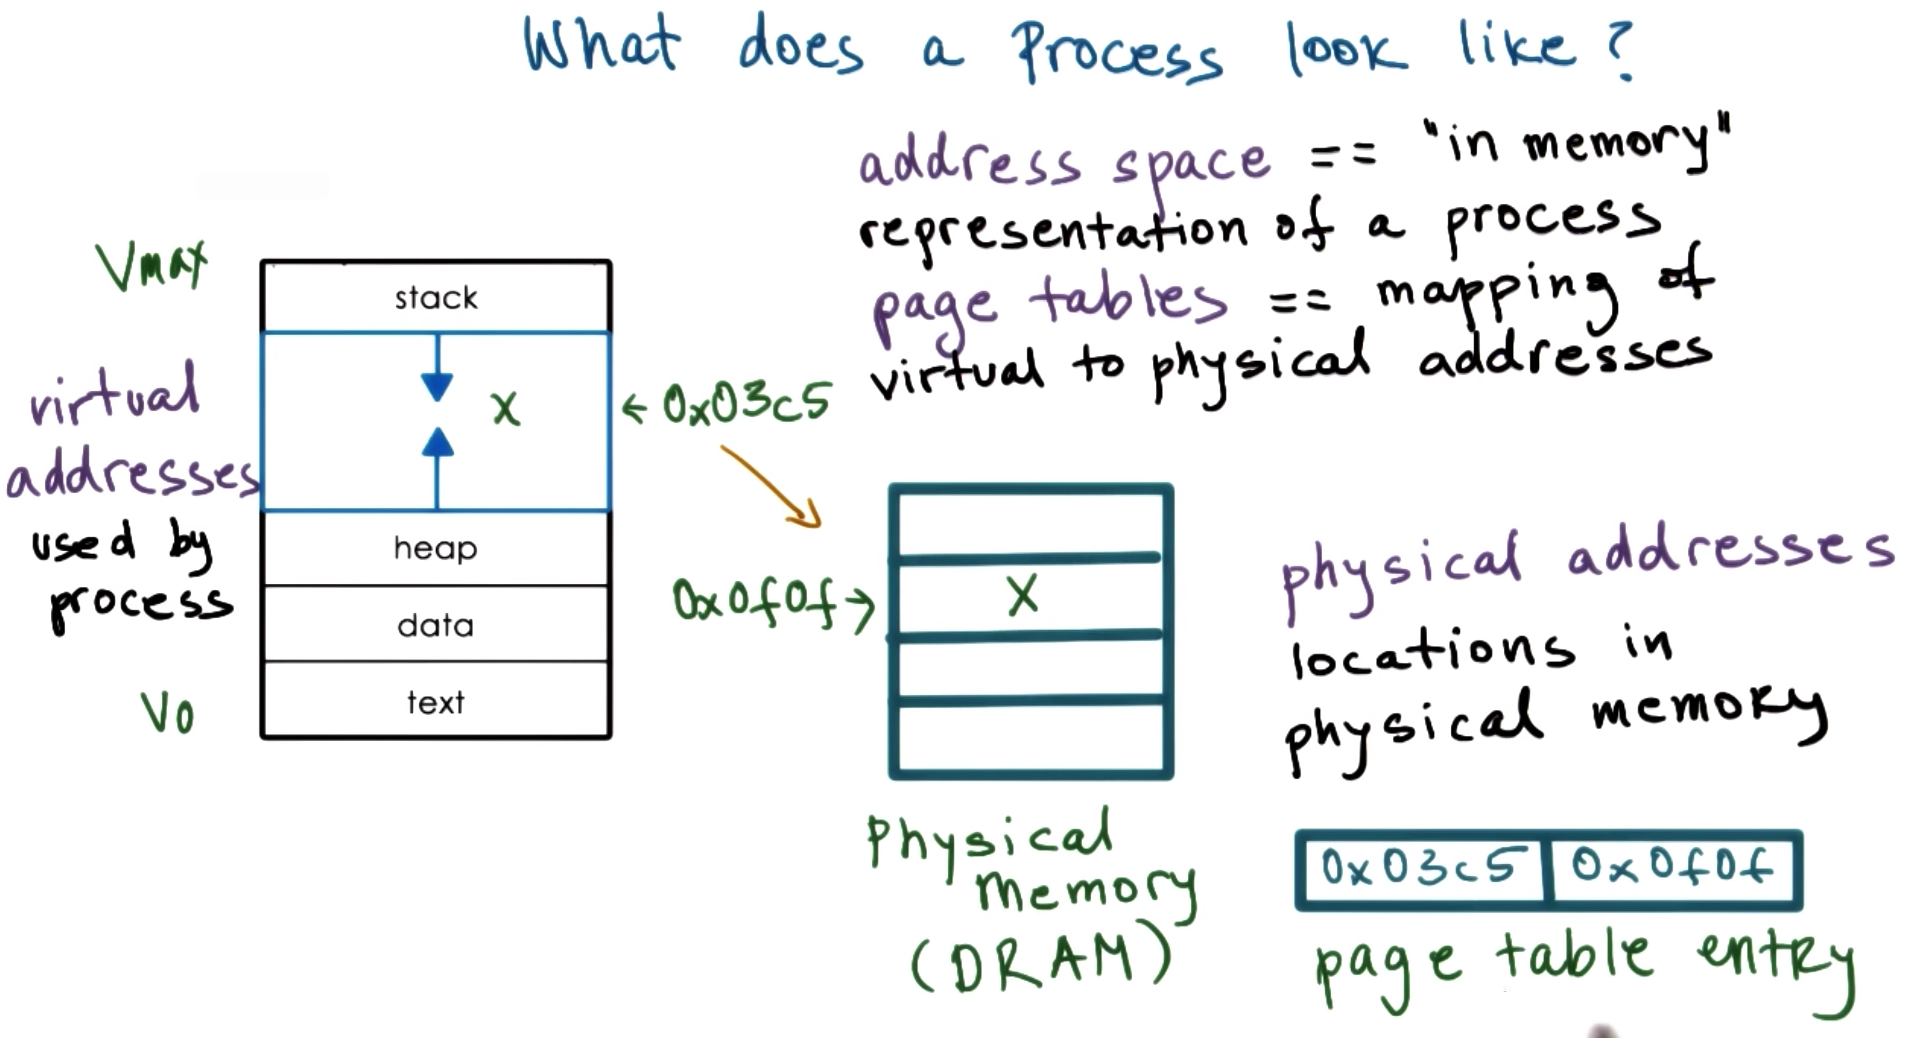 What does a Process look like?
address space == "in memory"
representation of a process
page tables == mapping of
virtual to physical addresses
Vmax
stack
virtual
addresses
used by
process
X
← 0x03c5
heap
data
text
V0
0x0f0f →
X
Physical
Memory
(DRAM)
physical addresses
locations in
physical memory
0x03c5 0x0f0f
page table entry